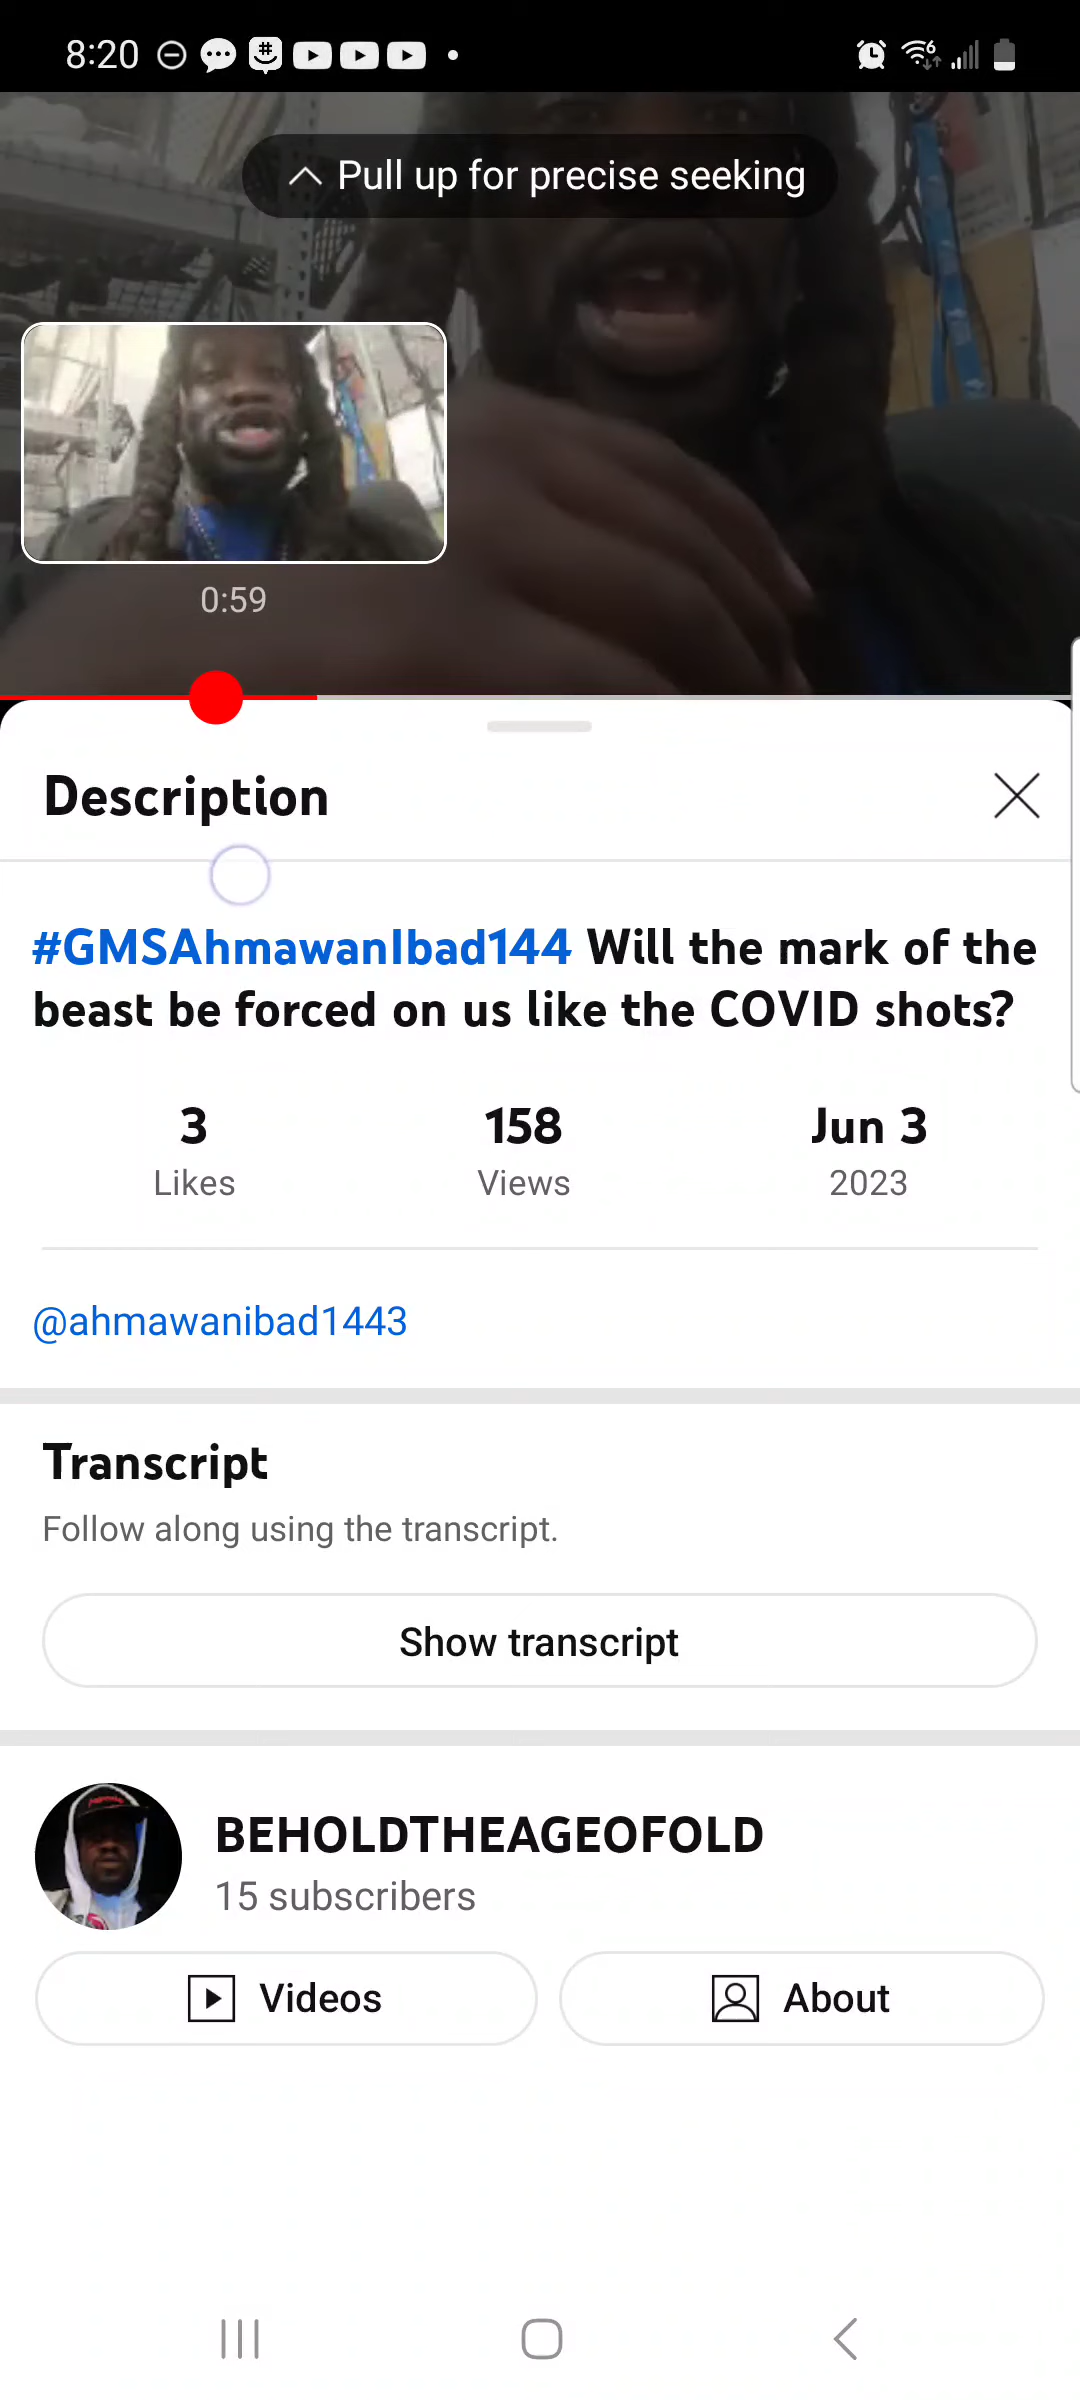 8:20
6
Pull up for precise seeking
0:59
Description
#GMSAhmawanIbad144 Will the mark of the
beast be forced on us like the COVID shots?
3 158 Jun 3
Likes Views 2023
@ahmawanibad1443
Transcript
Follow along using the transcript.
Show transcript
BEHOLDTHEAGEOFOLD
15 subscribers
Videos About